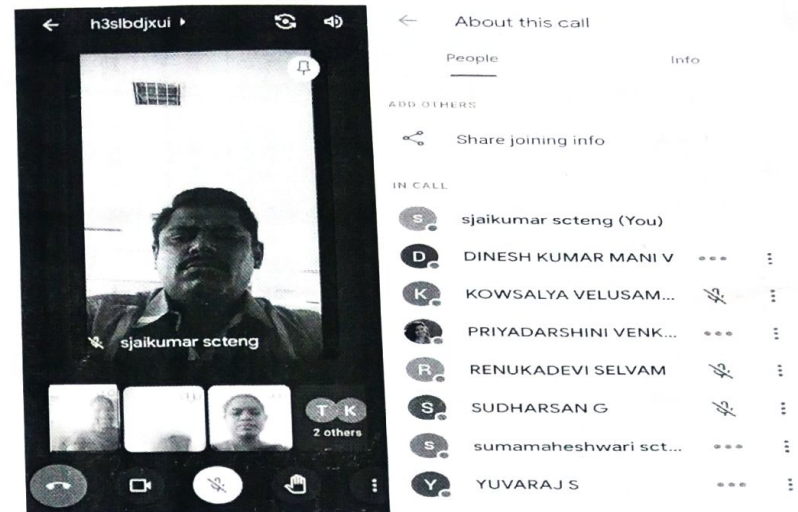 h3slbdjxui
sjaikumar scteng
T K
2 others
About this call
People Info
ADD OTHERS
Share joining info
IN CALL
S sjaikumar scteng (You)
D DINESH KUMAR MANI V
K KOWSALYA VELUSAM...
PRIYADARSHINI VENK...
R RENUKADEVI SELVAM
S SUDHARSAN G
s sumamaheshwari sct...
Y YUVARAJ S